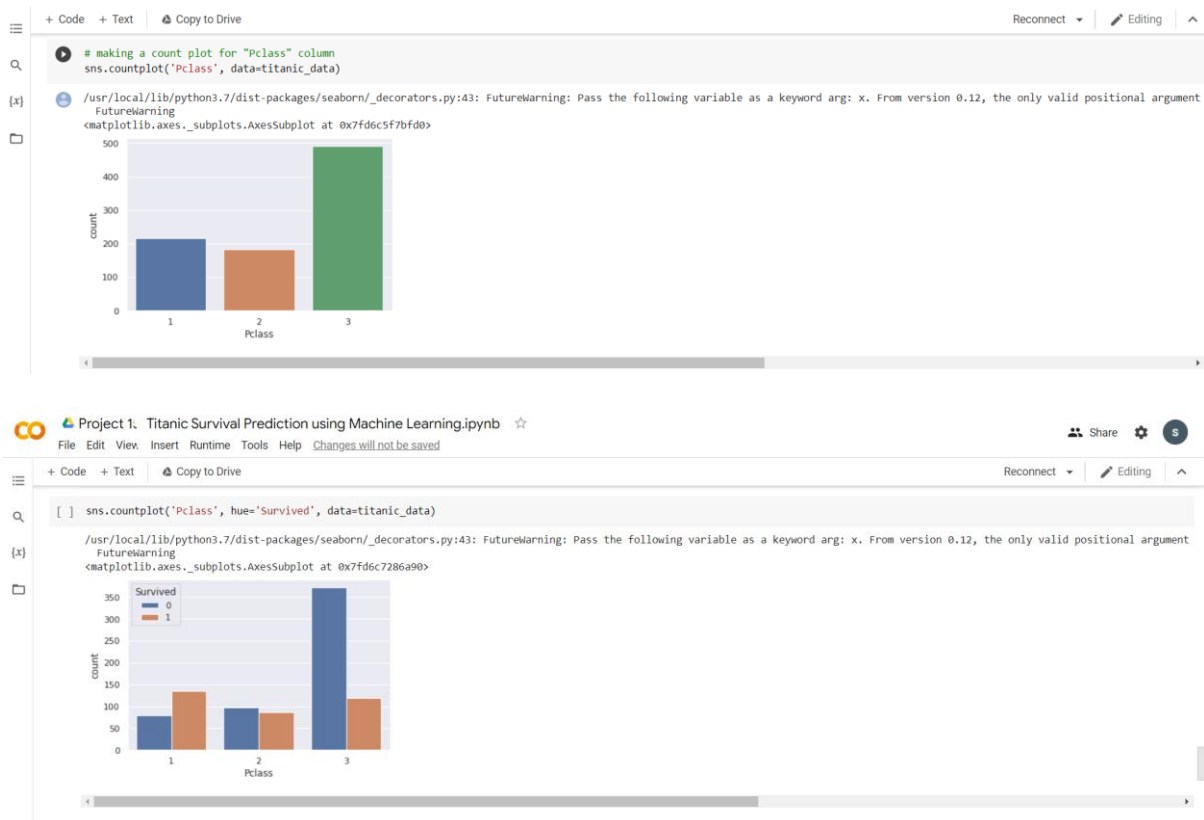 + Code + Text Copy to Drive Reconnect Editing
# making a count plot for "Pclass" column
sns.countplot('Pclass', data=titanic_data)
{x}
/usr/local/lib/python3.7/dist-packages/seaborn/_decorators.py:43: FutureWarning: Pass the following variable as a keyword arg: x. From version 0.12, the only valid positional argument
FutureWarning
<matplotlib.axes._subplots.AxesSubplot at 0x7fd6c5f7bfd0>
500
400
300
200
100
0
count
1 2 3
Pclass
CO Project 1. Titanic Survival Prediction using Machine Learning.ipynb
File Edit View. Insert Runtime Tools Help Changes will not be saved
Share S
+ Code + Text Copy to Drive Reconnect Editing
[ ] sns.countplot('Pclass', hue='Survived', data=titanic_data)
{x}
/usr/local/lib/python3.7/dist-packages/seaborn/_decorators.py:43: FutureWarning: Pass the following variable as a keyword arg: x. From version 0.12, the only valid positional argument
FutureWarning
<matplotlib.axes._subplots.AxesSubplot at 0x7fd6c7286a90>
Survived
0
1
350
300
250
200
150
100
50
0
count
1 2 3
Pclass